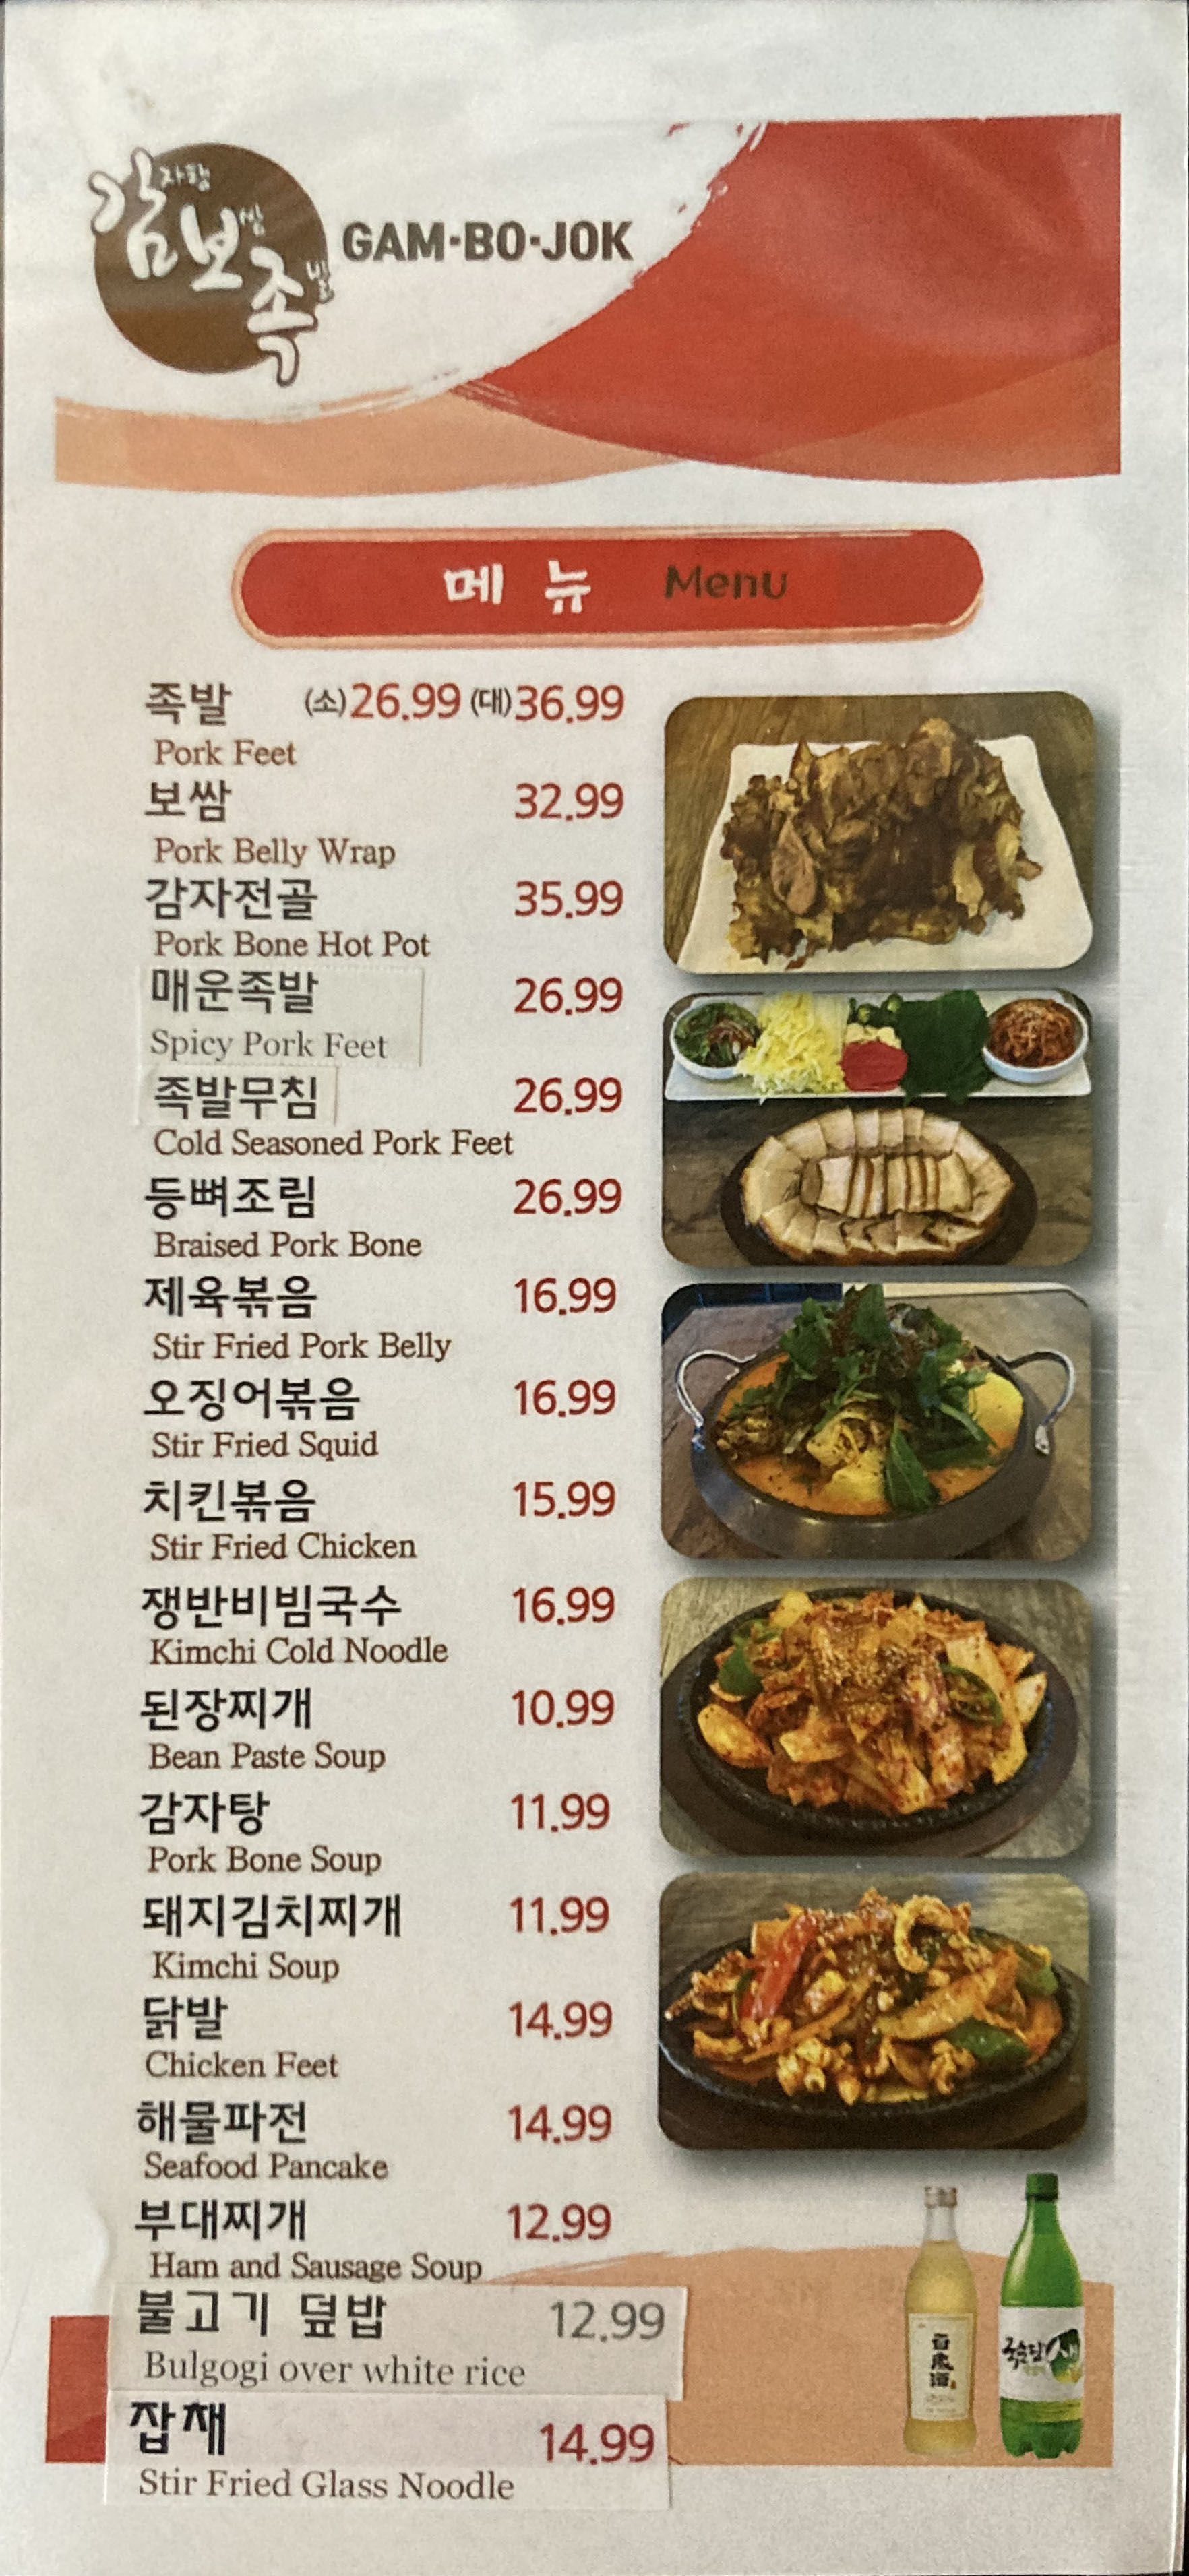 감자탕
보쌈
족발
GAM·BO·JOK
메뉴 Menu
족발 (소)26.99 (대)36.99
Pork Feet
보쌈 32.99
Pork Belly Wrap
감자전골 35.99
Pork Bone Hot Pot
매운족발 26.99
Spicy Pork Feet
족발무침 26.99
Cold Seasoned Pork Feet
등뼈조림 26.99
Braised Pork Bone
제육볶음 16.99
Stir Fried Pork Belly
오징어볶음 16.99
Stir Fried Squid
치킨볶음 15.99
Stir Fried Chicken
쟁반비빔국수 16.99
Kimchi Cold Noodle
된장찌개 10.99
Bean Paste Soup
감자탕 11.99
Pork Bone Soup
돼지김치찌개 11.99
Kimchi Soup
닭발 14.99
Chicken Feet
해물파전 14.99
Seafood Pancake
부대찌개 12.99
Ham and Sausage Soup
불고기 덮밥 12.99
Bulgogi over white rice
잡채 14.99
Stir Fried Glass Noodle
百歲酒
국순당 생